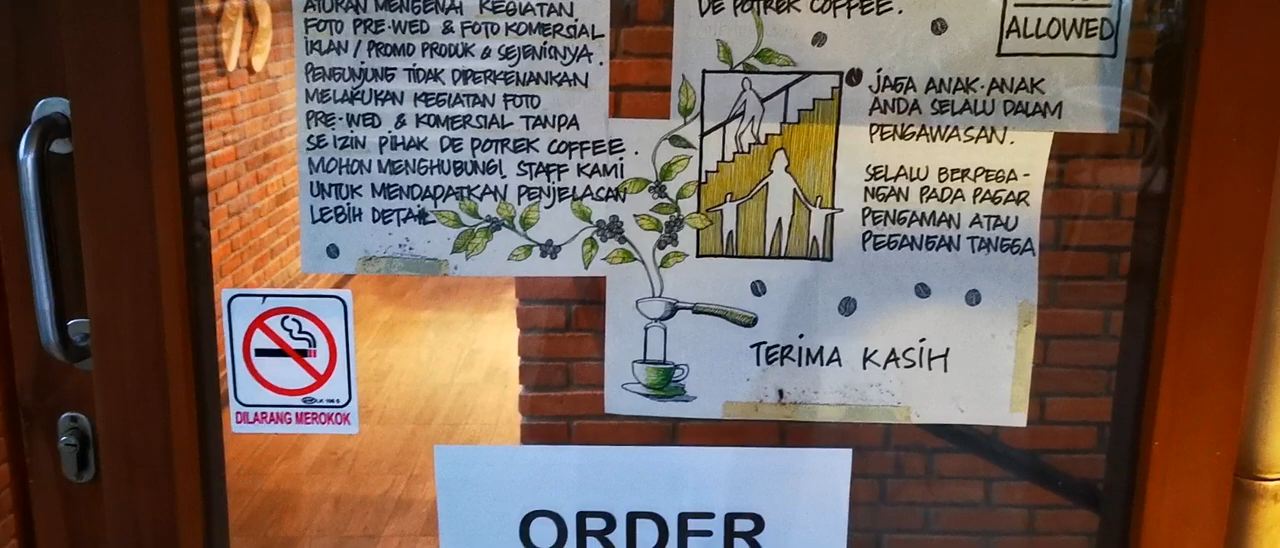 ATURAN MENGENAI KEGIATAN
FOTO PRE-WED & FOTO KOMERSIAL
IKLAN / PROMO PRODUK & SEJENISNYA.
PENGUNJUNG TIDAK DIPERKENANKAN
MELAKUKAN KEGIATAN FOTO
PRE-WED & KOMERSIAL TANPA
SEIZIN PIHAK DE POTREK COFFEE.
MOHON MENGHUBUNGI STAFF KAMI
UNTUK MENDAPATKAN PENJELASAN
LEBIH DETAIL
DE POTREK COFFEE.
ALLOWED
JAGA ANAK-ANAK
ANDA SELALU DALAM
PENGAWASAN.
SELALU BERPEGA-
NGAN PADA PAGAR
PENGAMAN ATAU
PEGANGAN TANGGA
TERIMA KASIH
DILARANG MEROKOK
ORDER